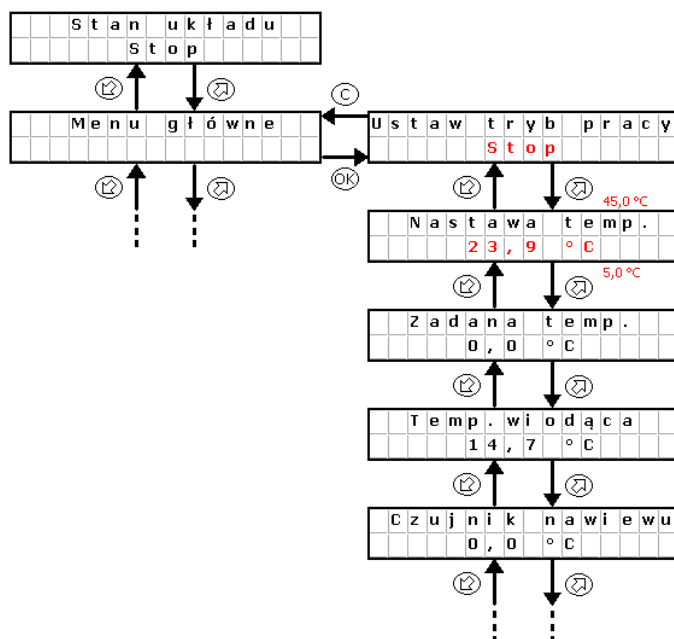 Stan układu
Stop
Menu główne
C
OK
Ustaw tryb pracy
Stop
45,0 °C
Nastawa temp.
23,9 °C
5,0 °C
Zadana temp.
0,0 °C
Temp.wiodąca
14,7 °C
Czujnik nawiewu
0,0 °C